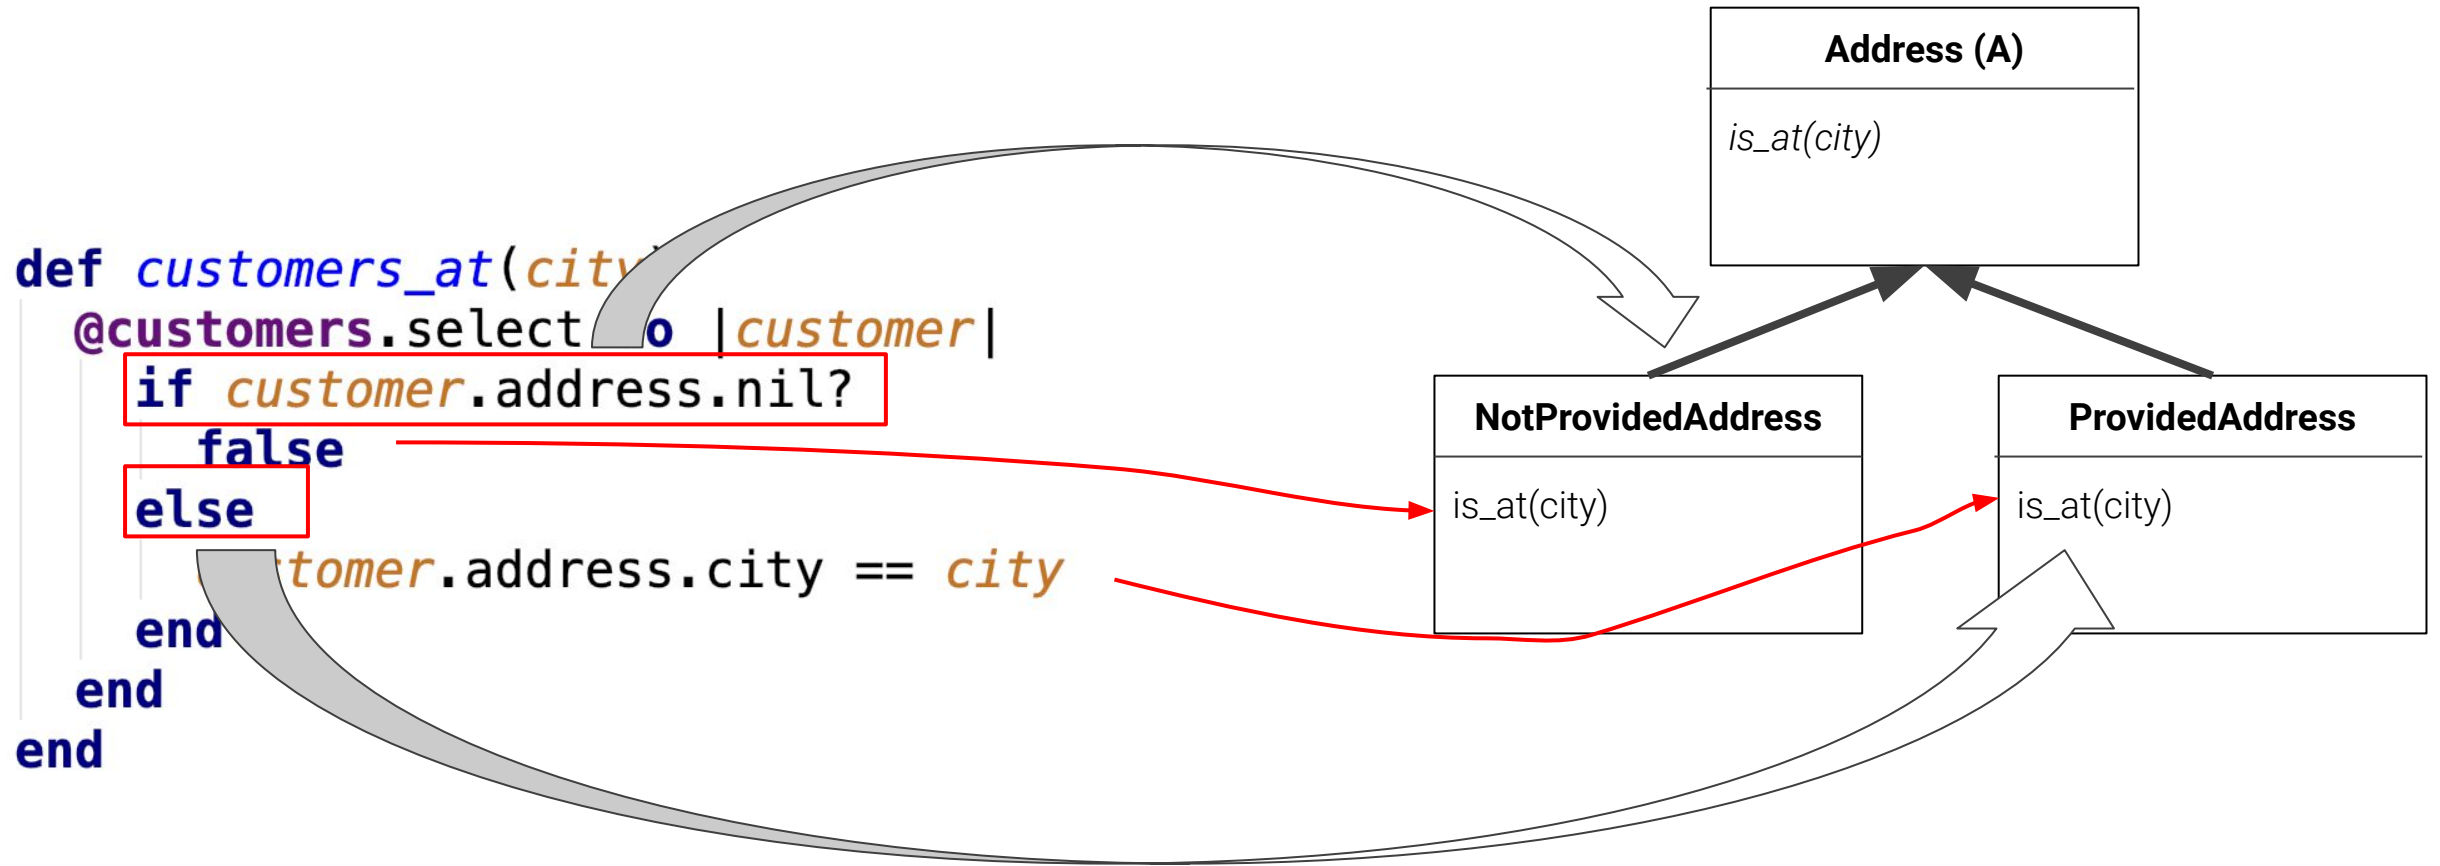 def customers_at(city
@customers.select o |customer|
if customer.address.nil?
false
else
tomer.address.city == city
end
end
end
Address (A)
is_at(city)
NotProvidedAddress
is_at(city)
ProvidedAddress
is_at(city)